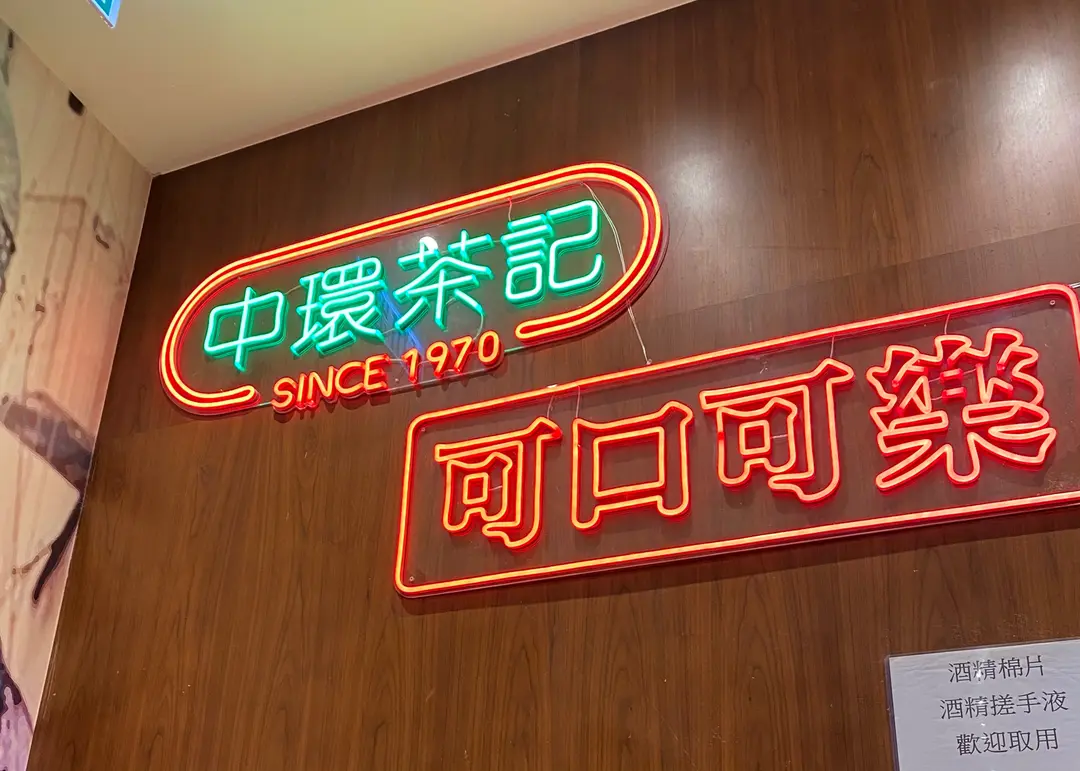 中環茶記
SINCE 1970
可口可樂
酒精棉片
酒精搓手液
歡迎取用